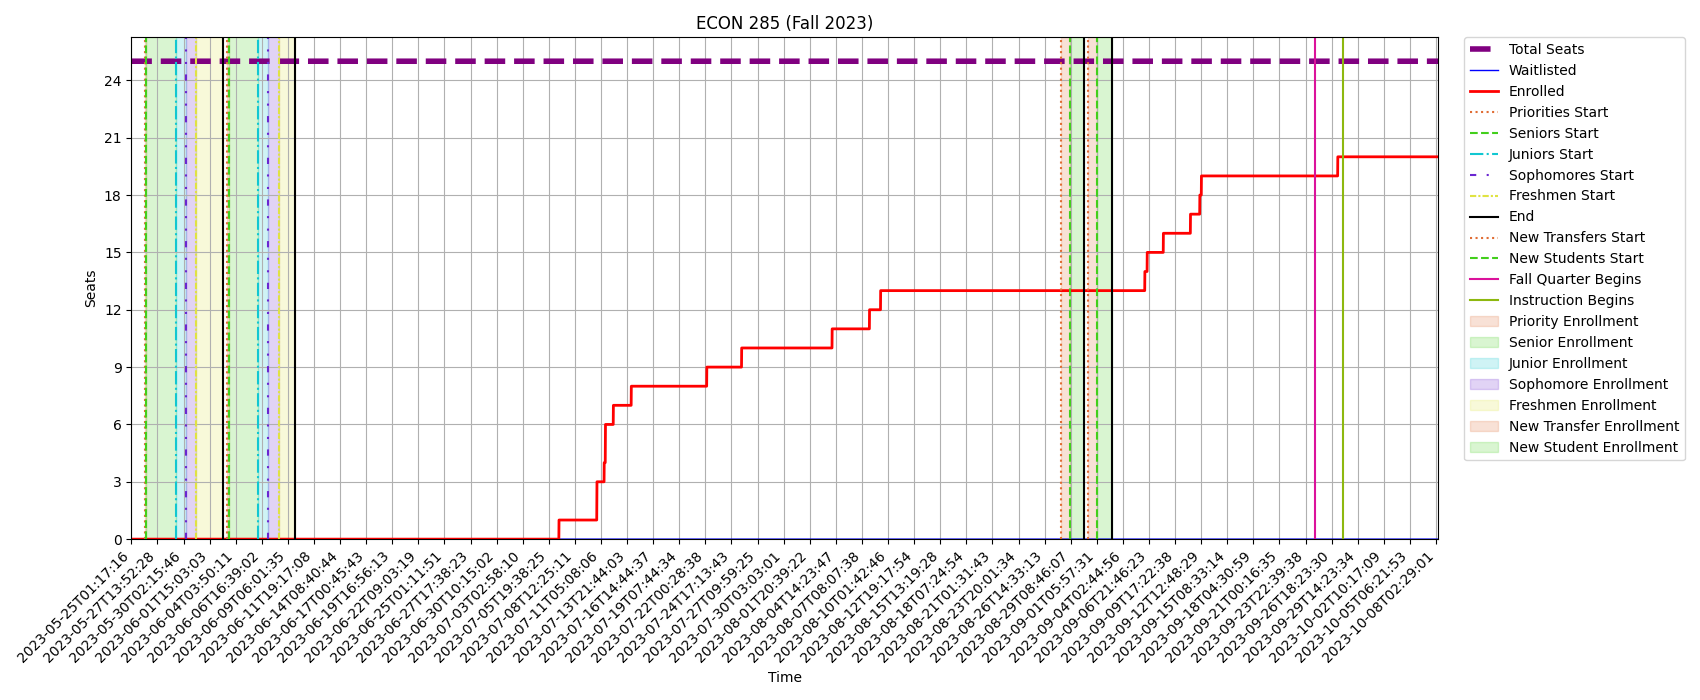 ECON 285 (Fall 2023)
Seats
24
21
18
15
12
9
6
3
0
2023-05-25T01:17:16
2023-05-27T13:52:28
2023-05-30T02:15:46
2023-06-01T15:03:03
2023-06-04T03:50:11
2023-06-06T16:39:02
2023-06-09T06:01:35
2023-06-11T19:17:08
2023-06-14T08:40:44
2023-06-17T00:45:43
2023-06-19T16:56:13
2023-06-22T09:03:19
2023-06-25T01:11:51
2023-06-27T17:38:23
2023-06-30T10:15:02
2023-07-03T02:58:10
2023-07-05T19:38:25
2023-07-08T12:25:11
2023-07-11T05:08:06
2023-07-13T21:44:03
2023-07-16T14:44:37
2023-07-19T07:44:34
2023-07-22T00:28:38
2023-07-24T17:13:43
2023-07-27T09:59:25
2023-07-30T03:03:01
2023-08-01T20:39:22
2023-08-04T14:23:47
2023-08-07T08:07:38
2023-08-10T01:42:46
2023-08-12T19:17:54
2023-08-15T13:19:28
2023-08-18T07:24:54
2023-08-21T01:31:43
2023-08-23T20:01:34
2023-08-26T14:33:13
2023-08-29T08:46:07
2023-09-01T05:57:31
2023-09-04T02:44:56
2023-09-06T21:46:23
2023-09-09T17:22:38
2023-09-12T12:48:29
2023-09-15T08:33:14
2023-09-18T04:30:59
2023-09-21T00:16:35
2023-09-23T22:39:38
2023-09-26T18:23:30
2023-09-29T14:23:34
2023-10-02T10:17:09
2023-10-05T06:21:53
2023-10-08T02:29:01
Time
Total Seats
Waitlisted
Enrolled
Priorities Start
Seniors Start
Juniors Start
Sophomores Start
Freshmen Start
End
New Transfers Start
New Students Start
Fall Quarter Begins
Instruction Begins
Priority Enrollment
Senior Enrollment
Junior Enrollment
Sophomore Enrollment
Freshmen Enrollment
New Transfer Enrollment
New Student Enrollment